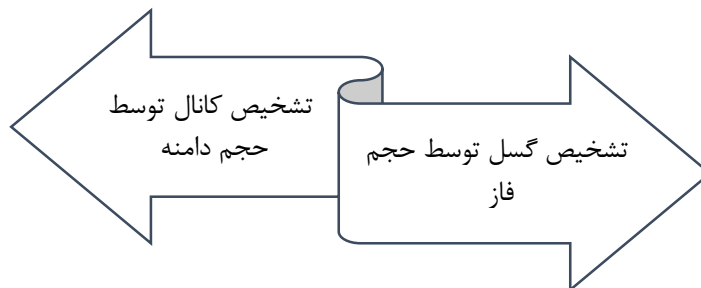 تشخیص کانال توسط
حجم دامنه
تشخیص گسل توسط حجم
فاز